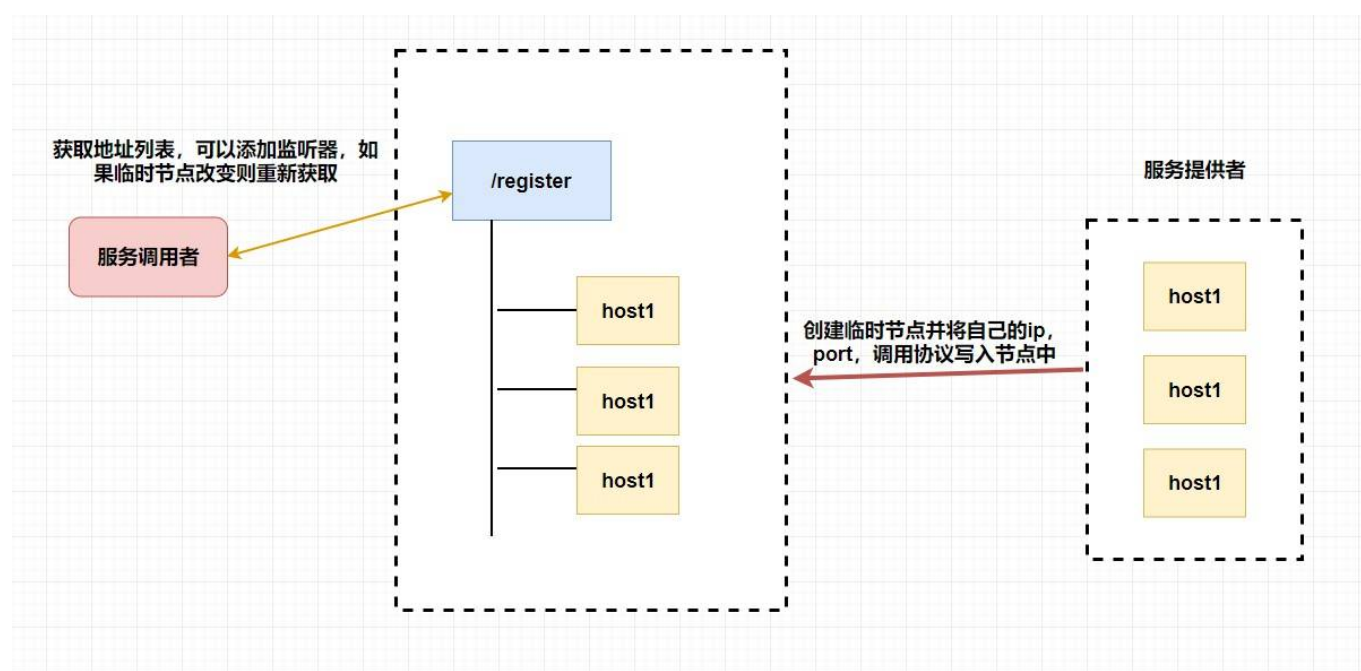 获取地址列表，可以添加监听器，如
果临时节点改变则重新获取
服务调用者
/register
host1
host1
host1
创建临时节点并将自己的ip，
port，调用协议写入节点中
服务提供者
host1
host1
host1